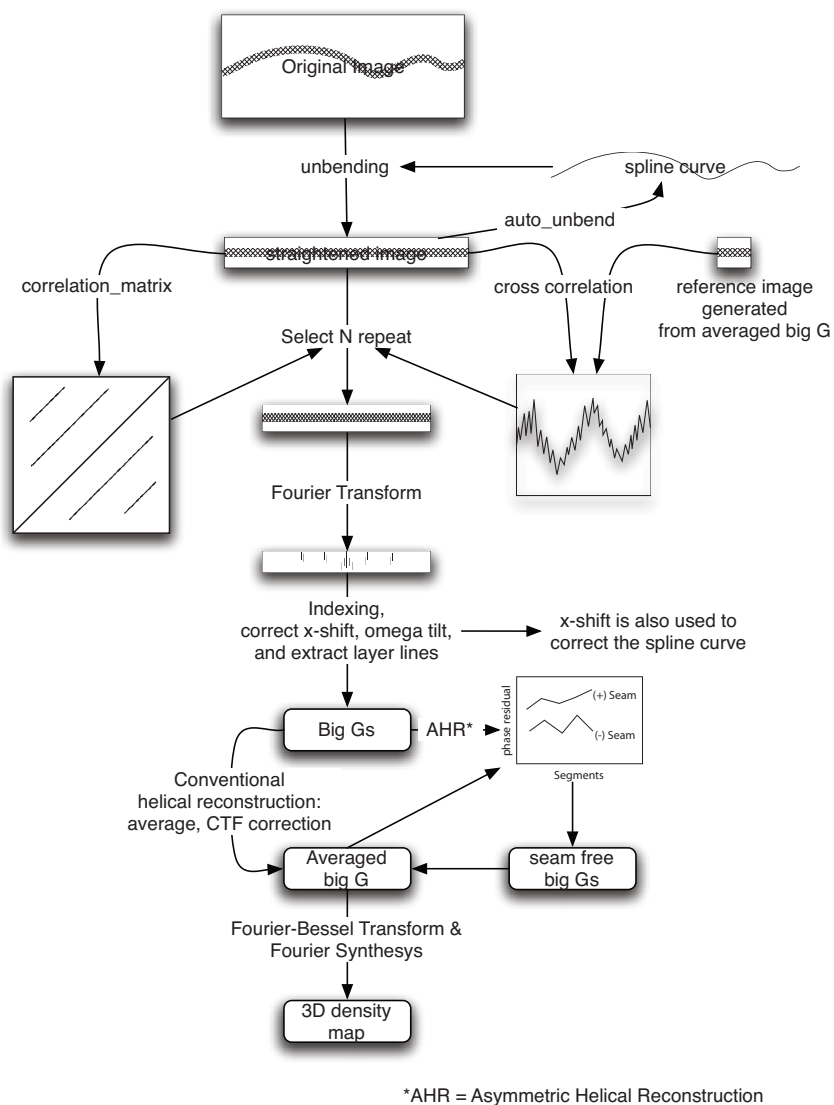 Original Image
unbending
spline curve
auto_unbend
straightened image
correlation_matrix
cross correlation
reference image
generated
from averaged big G
Select N repeat
Fourier Transform
Indexing,
correct x-shift, omega tilt,
and extract layer lines
x-shift is also used to
correct the spline curve
Big Gs
AHR*
phase residual
(+) Seam
(-) Seam
Segments
Conventional
helical reconstruction:
average, CTF correction
Averaged
big G
seam free
big Gs
Fourier-Bessel Transform &
Fourier Synthesys
3D density
map
*AHR = Asymmetric Helical Reconstruction